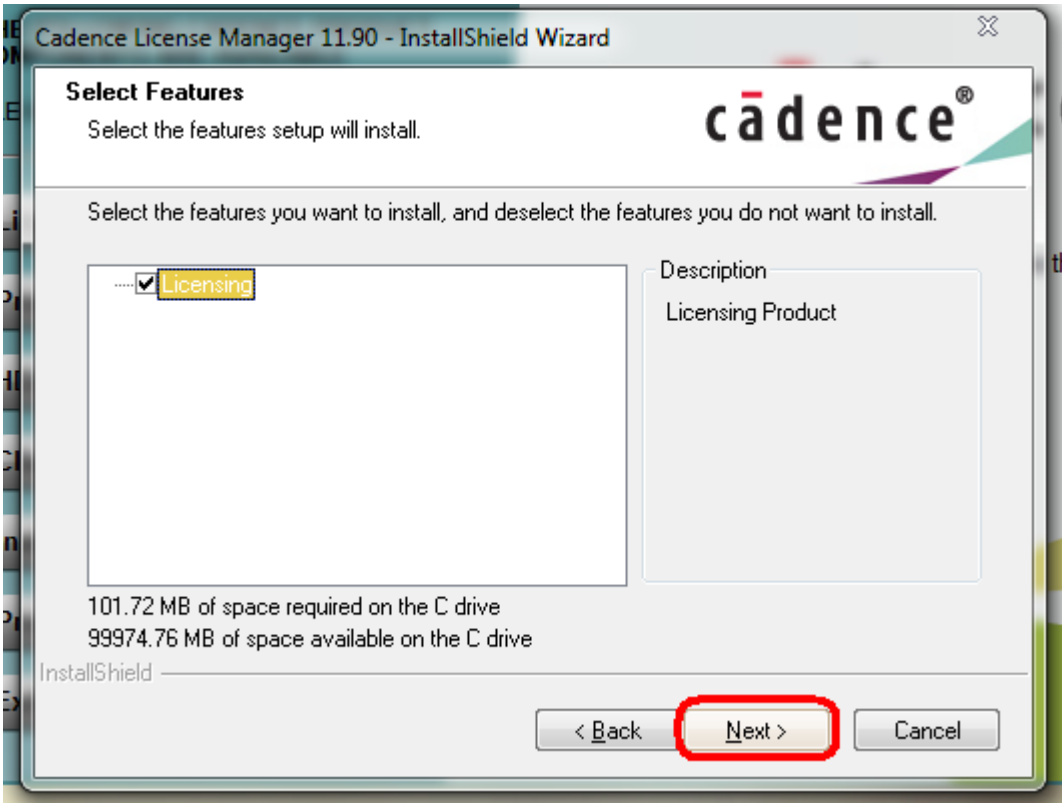 Cadence License Manager 11.90 - InstallShield Wizard
Select Features
Select the features setup will install.
cādence®
Select the features you want to install, and deselect the features you do not want to install.
Licensing
Description
Licensing Product
101.72 MB of space required on the C drive
99974.76 MB of space available on the C drive
InstallShield
< Back
Next >
Cancel